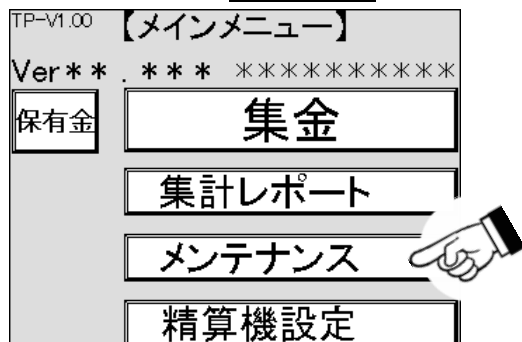 TP-V1.00 【メインメニュー】
Ver**.*** **********
保有金
集金
集計レポート
メンテナンス
精算機設定